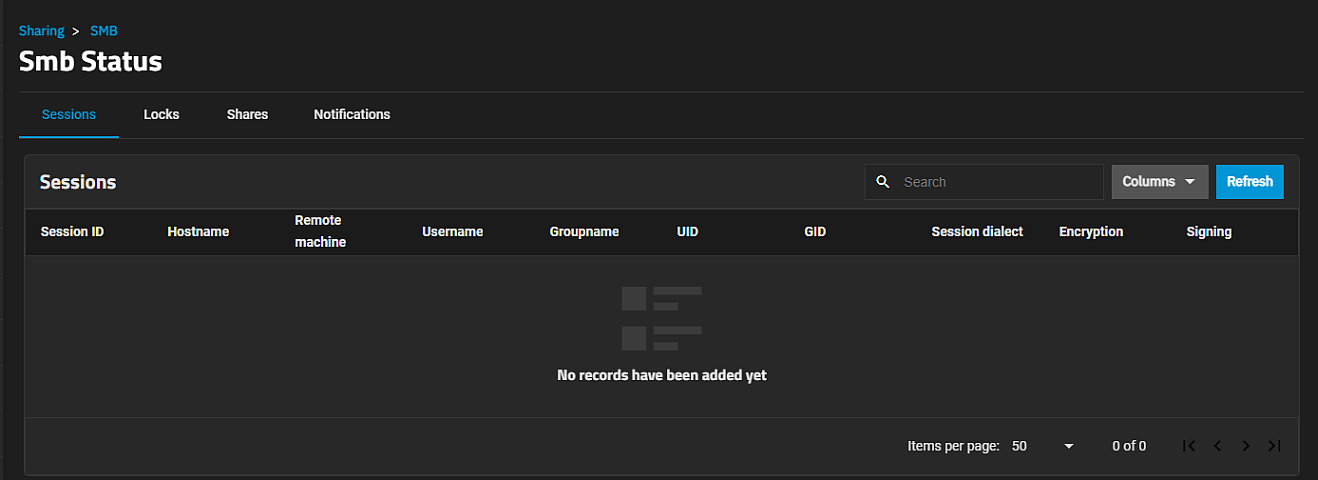 Sharing > SMB
Smb Status
Sessions Locks Shares Notifications
Sessions Search Columns Refresh
Session ID Hostname Remote machine Username Groupname UID GID Session dialect Encryption Signing
No records have been added yet
Items per page: 50 0 of 0